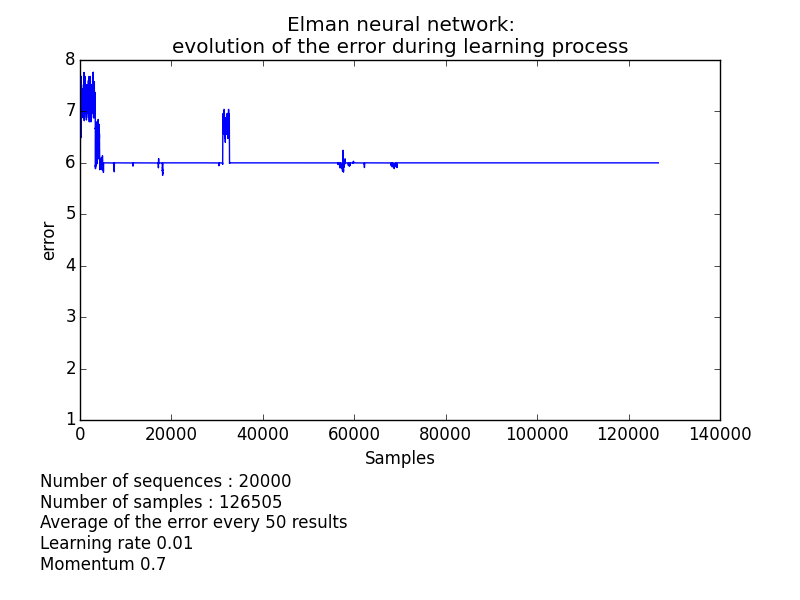 Elman neural network:
evolution of the error during learning process
8
7
6
5
4
3
2
1
error
0 20000 40000 60000 80000 100000 120000 140000
Samples
Number of sequences : 20000
Number of samples : 126505
Average of the error every 50 results
Learning rate 0.01
Momentum 0.7